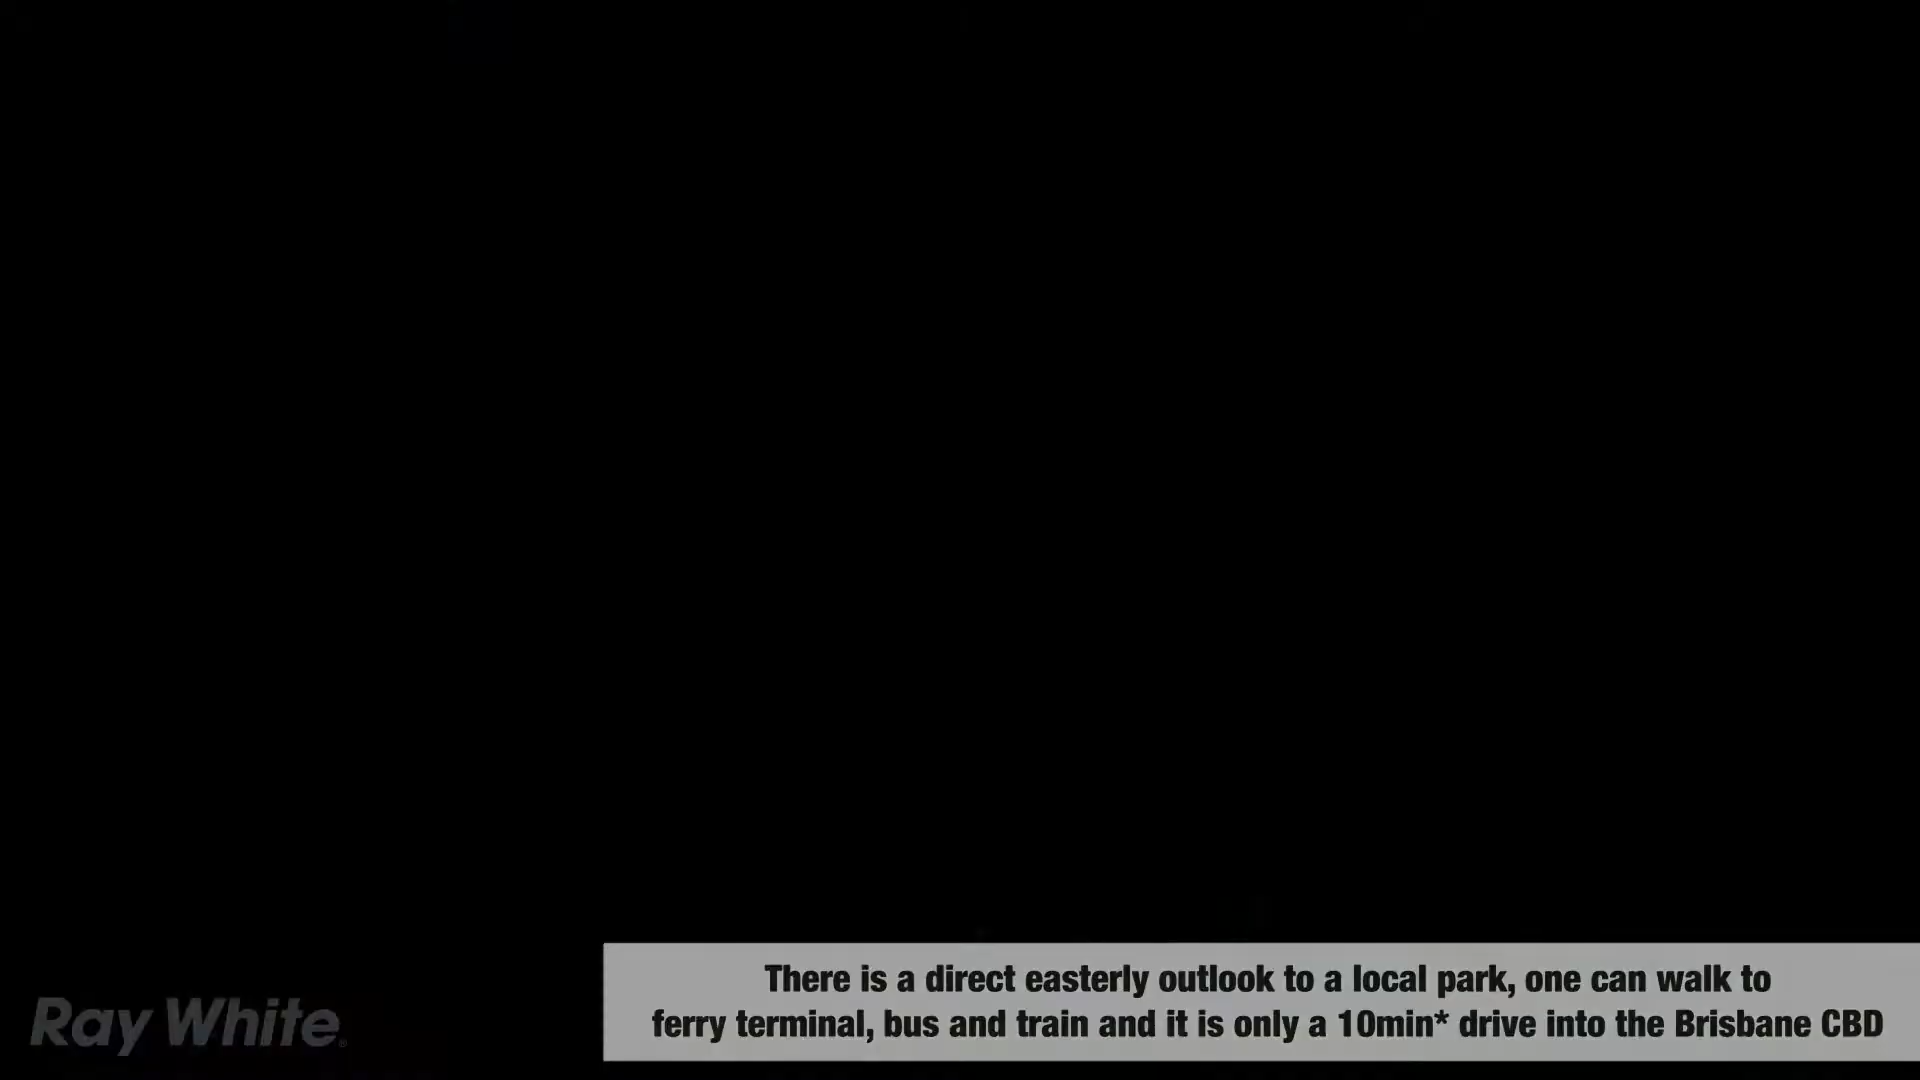 There is a direct easterly outlook to a local park, one can walk to
ferry terminal, bus and train and it is only a 10min* drive into the Brisbane CBD
Ray White